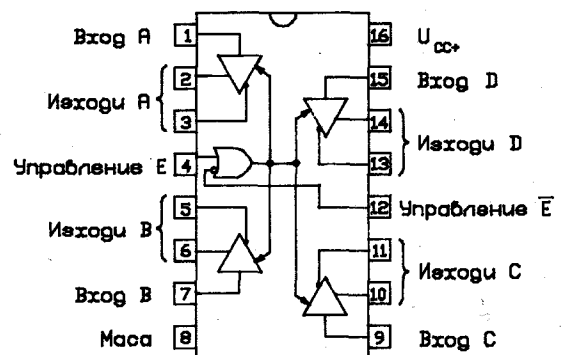 Вход A
1
2
Изходи A
3
Управление E
4
5
Изходи B
6
Вход B
7
Маса
8
16
U CC+
15
Вход D
14
Изходи D
13
12
Управление E̅
11
Изходи C
10
9
Вход C